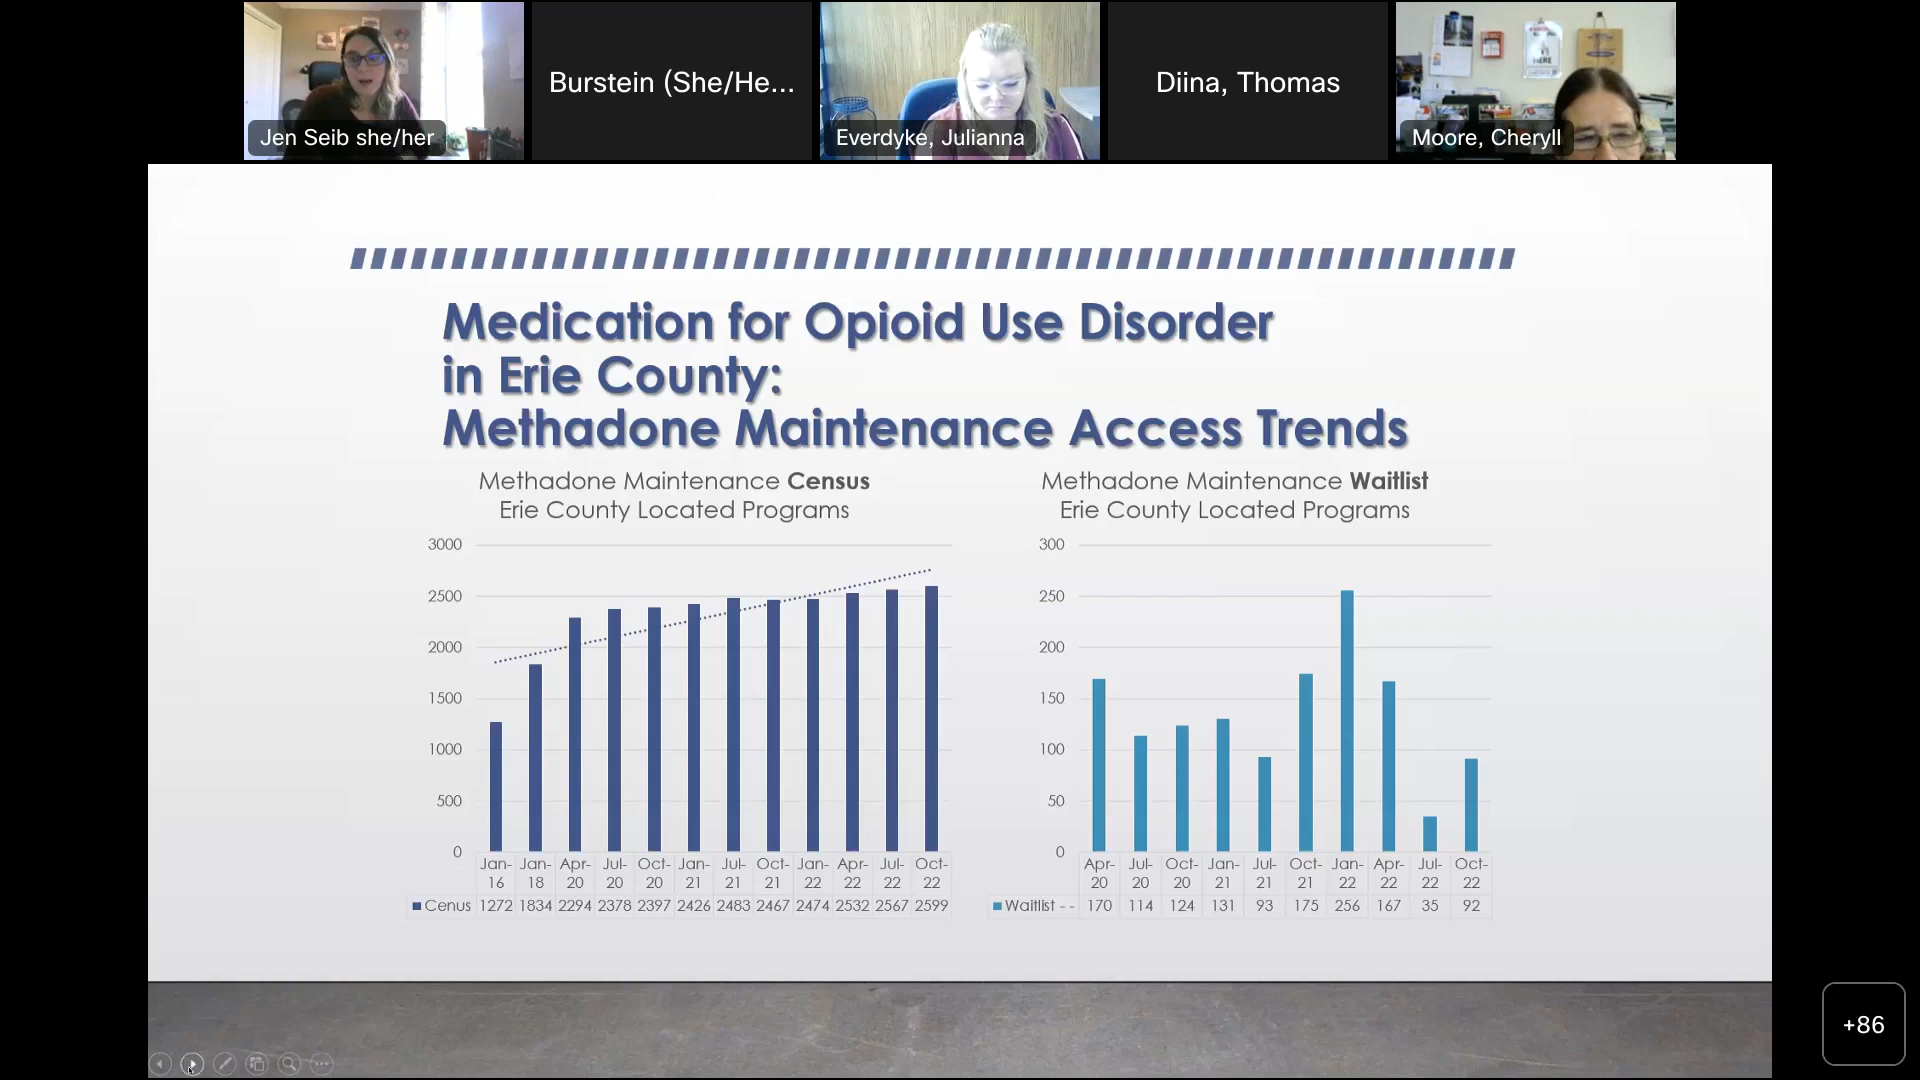 Jen Seib she/her
Burstein (She/He...
Everdyke, Julianna
Diina, Thomas
HERE
Moore, Cheryll
Medication for Opioid Use Disorder
in Erie County:
Methadone Maintenance Access Trends
Methadone Maintenance Census
Erie County Located Programs
3000
2500
2000
1500
1000
500
0
Jan-16 Jan-18 Apr-20 Jul-20 Oct-20 Jan-21 Jul-21 Oct-21 Jan-22 Apr-22 Jul-22 Oct-22
Cenus 1272 1834 2294 2378 2397 2426 2483 2467 2474 2532 2567 2599
Methadone Maintenance Waitlist
Erie County Located Programs
300
250
200
150
100
50
0
Apr-20 Jul-20 Oct-20 Jan-21 Jul-21 Oct-21 Jan-22 Apr-22 Jul-22 Oct-22
Waitlist - - 170 114 124 131 93 175 256 167 35 92
+86